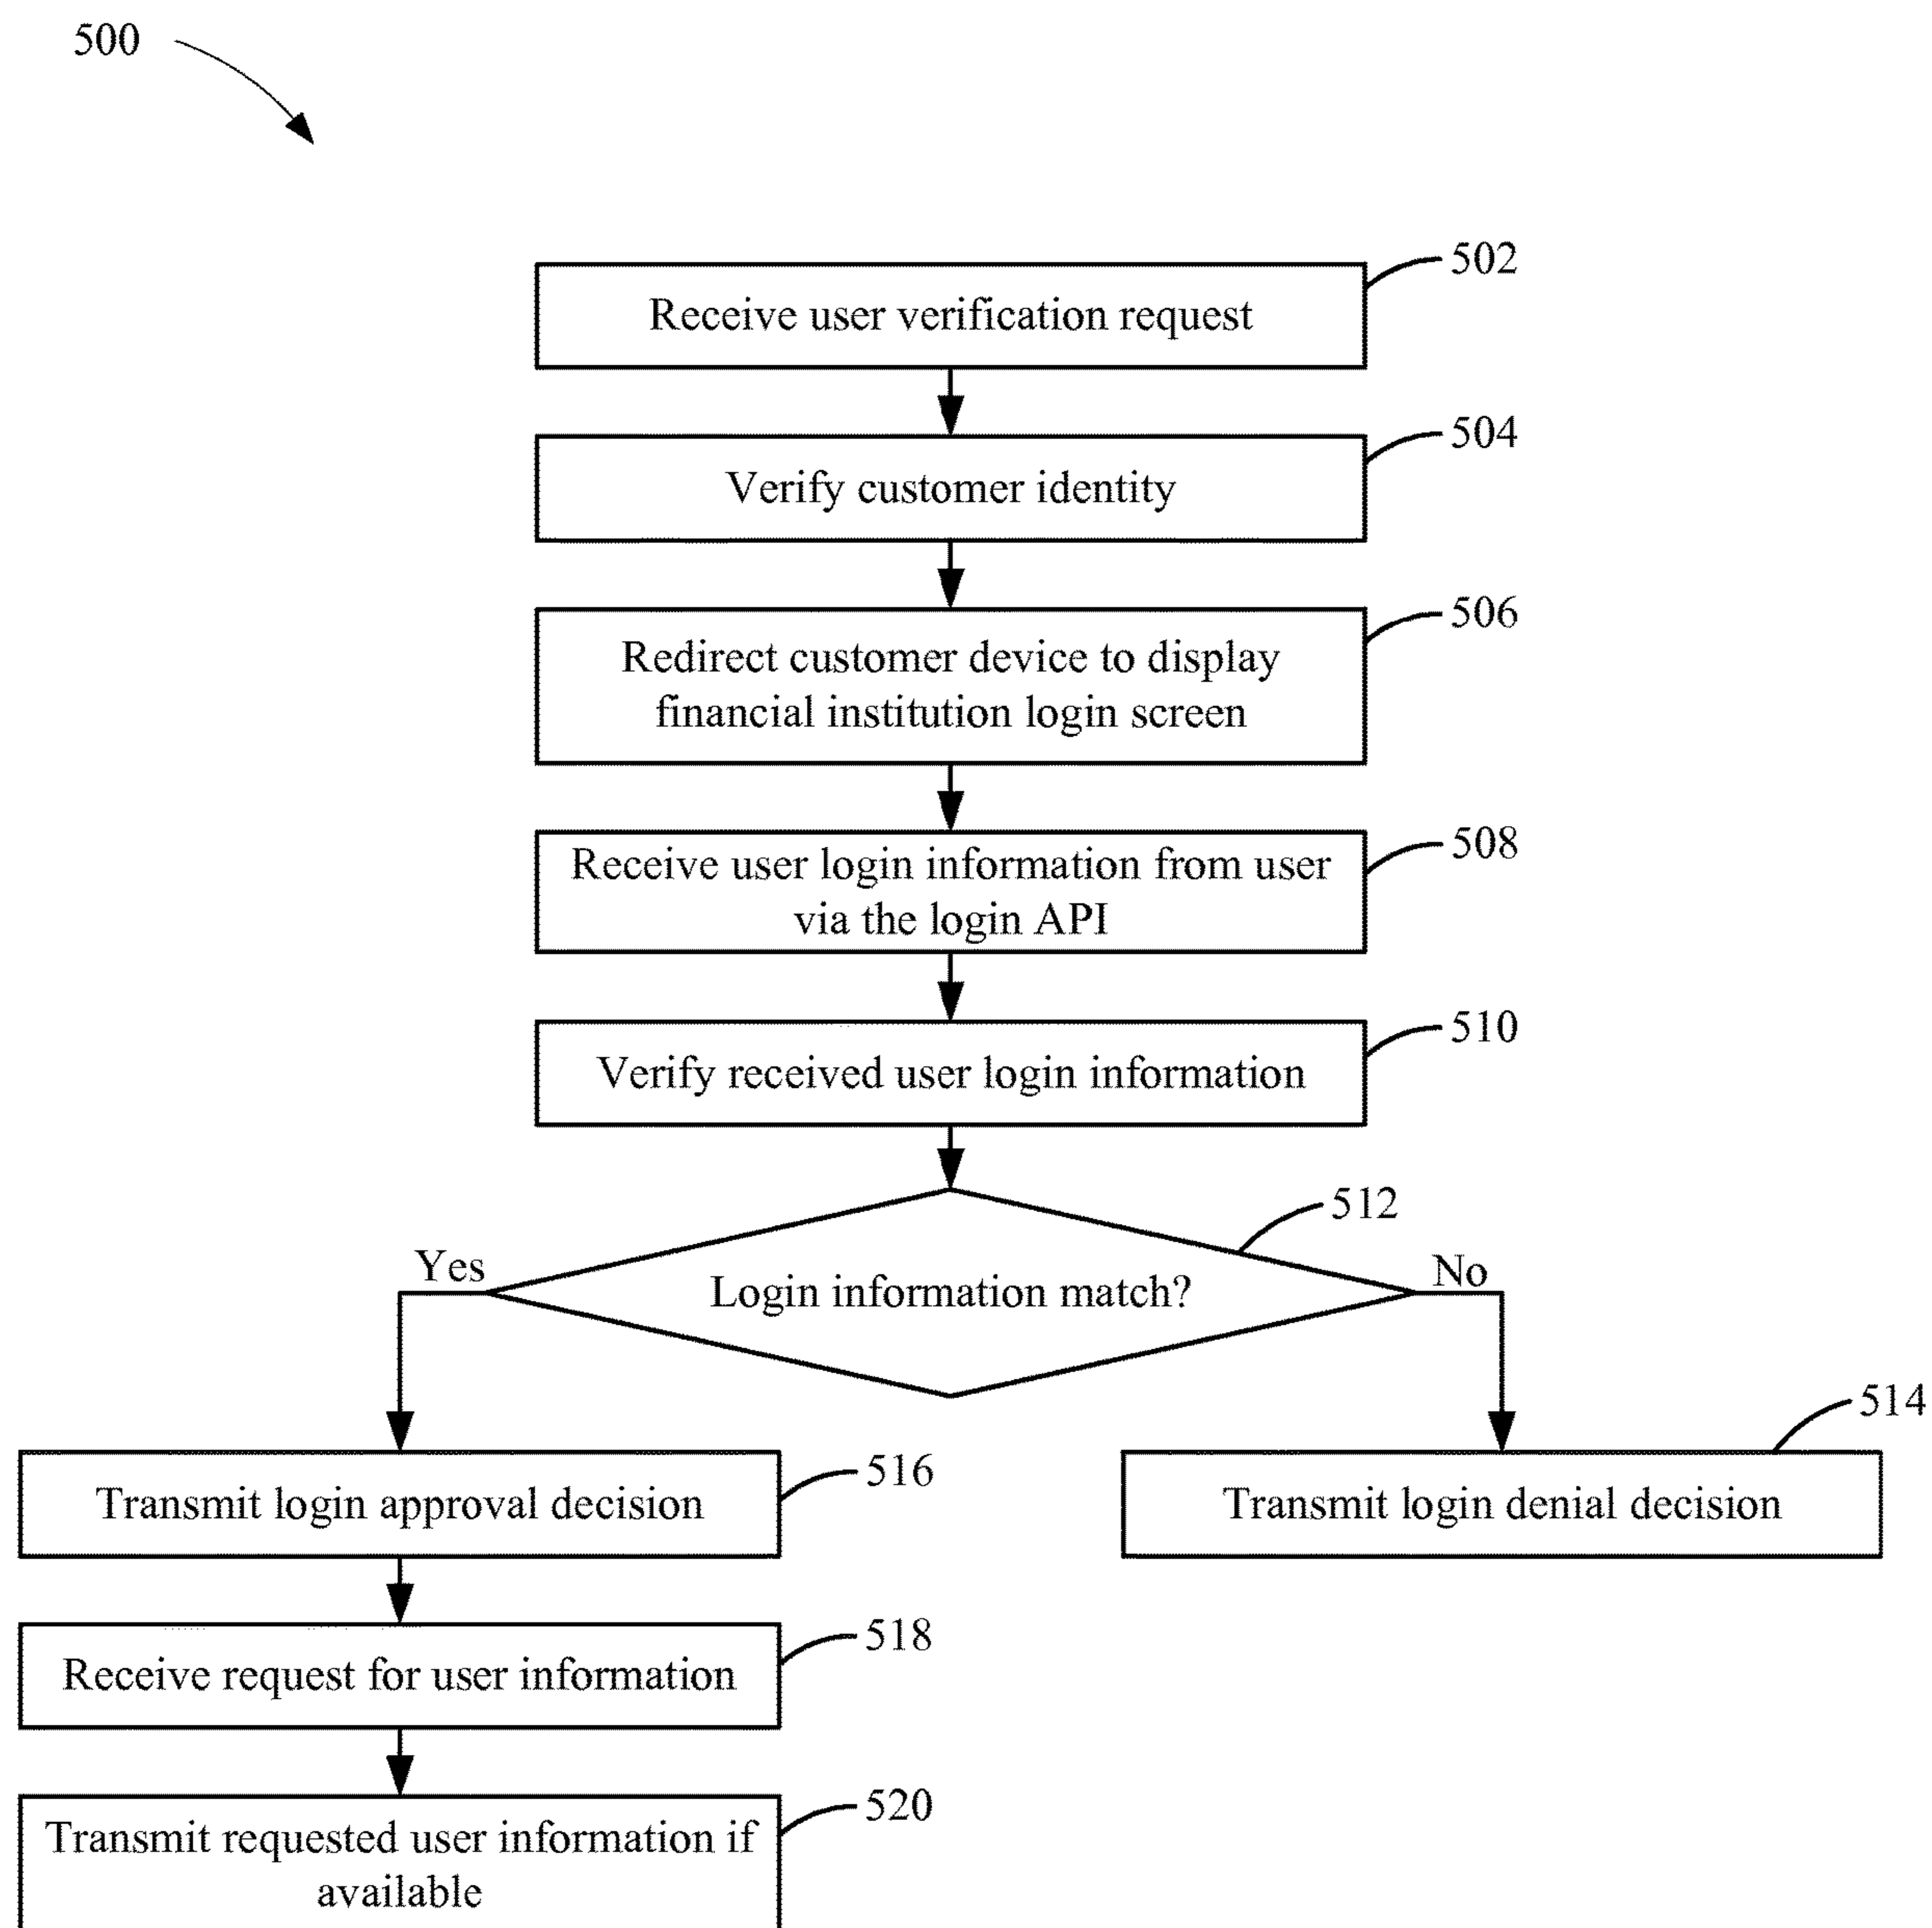 500
502
Receive user verification request
504
Verify customer identity
506
Redirect customer device to display
financial institution login screen
508
Receive user login information from user
via the login API
510
Verify received user login information
512
Yes
Login information match?
No
514
516
Transmit login approval decision
Transmit login denial decision
518
Receive request for user information
520
Transmit requested user information if
available